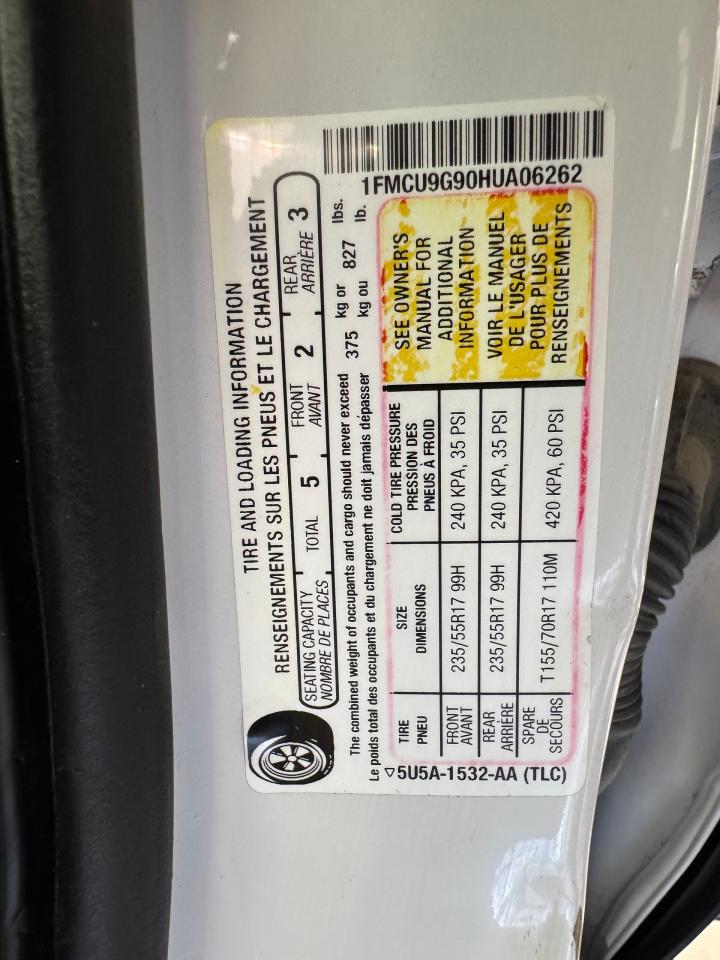 TIRE AND LOADING INFORMATION
RENSEIGNEMENTS SUR LES PNEUS ET LE CHARGEMENT
SEATING CAPACITY
NOMBRE DE PLACES
TOTAL 5
FRONT
AVANT
2
REAR
ARRIÈRE
3
The combined weight of occupants and cargo should never exceed 375 kg or 827 lbs.
Le poids total des occupants et du chargement ne doit jamais dépasser kg ou lb.
TIRE
PNEU
SIZE
DIMENSIONS
COLD TIRE PRESSURE
PRESSION DES
PNEUS À FROID
FRONT
AVANT
235/55R17 99H
240 KPA, 35 PSI
REAR
ARRIÈRE
235/55R17 99H
240 KPA, 35 PSI
SPARE
DE
SECOURS
T155/70R17 110M
420 KPA, 60 PSI
SEE OWNER'S
MANUAL FOR
ADDITIONAL
INFORMATION
VOIR LE MANUEL
DE L'USAGER
POUR PLUS DE
RENSEIGNEMENTS
5U5A-1532-AA (TLC)
1FMCU9G90HUA06262